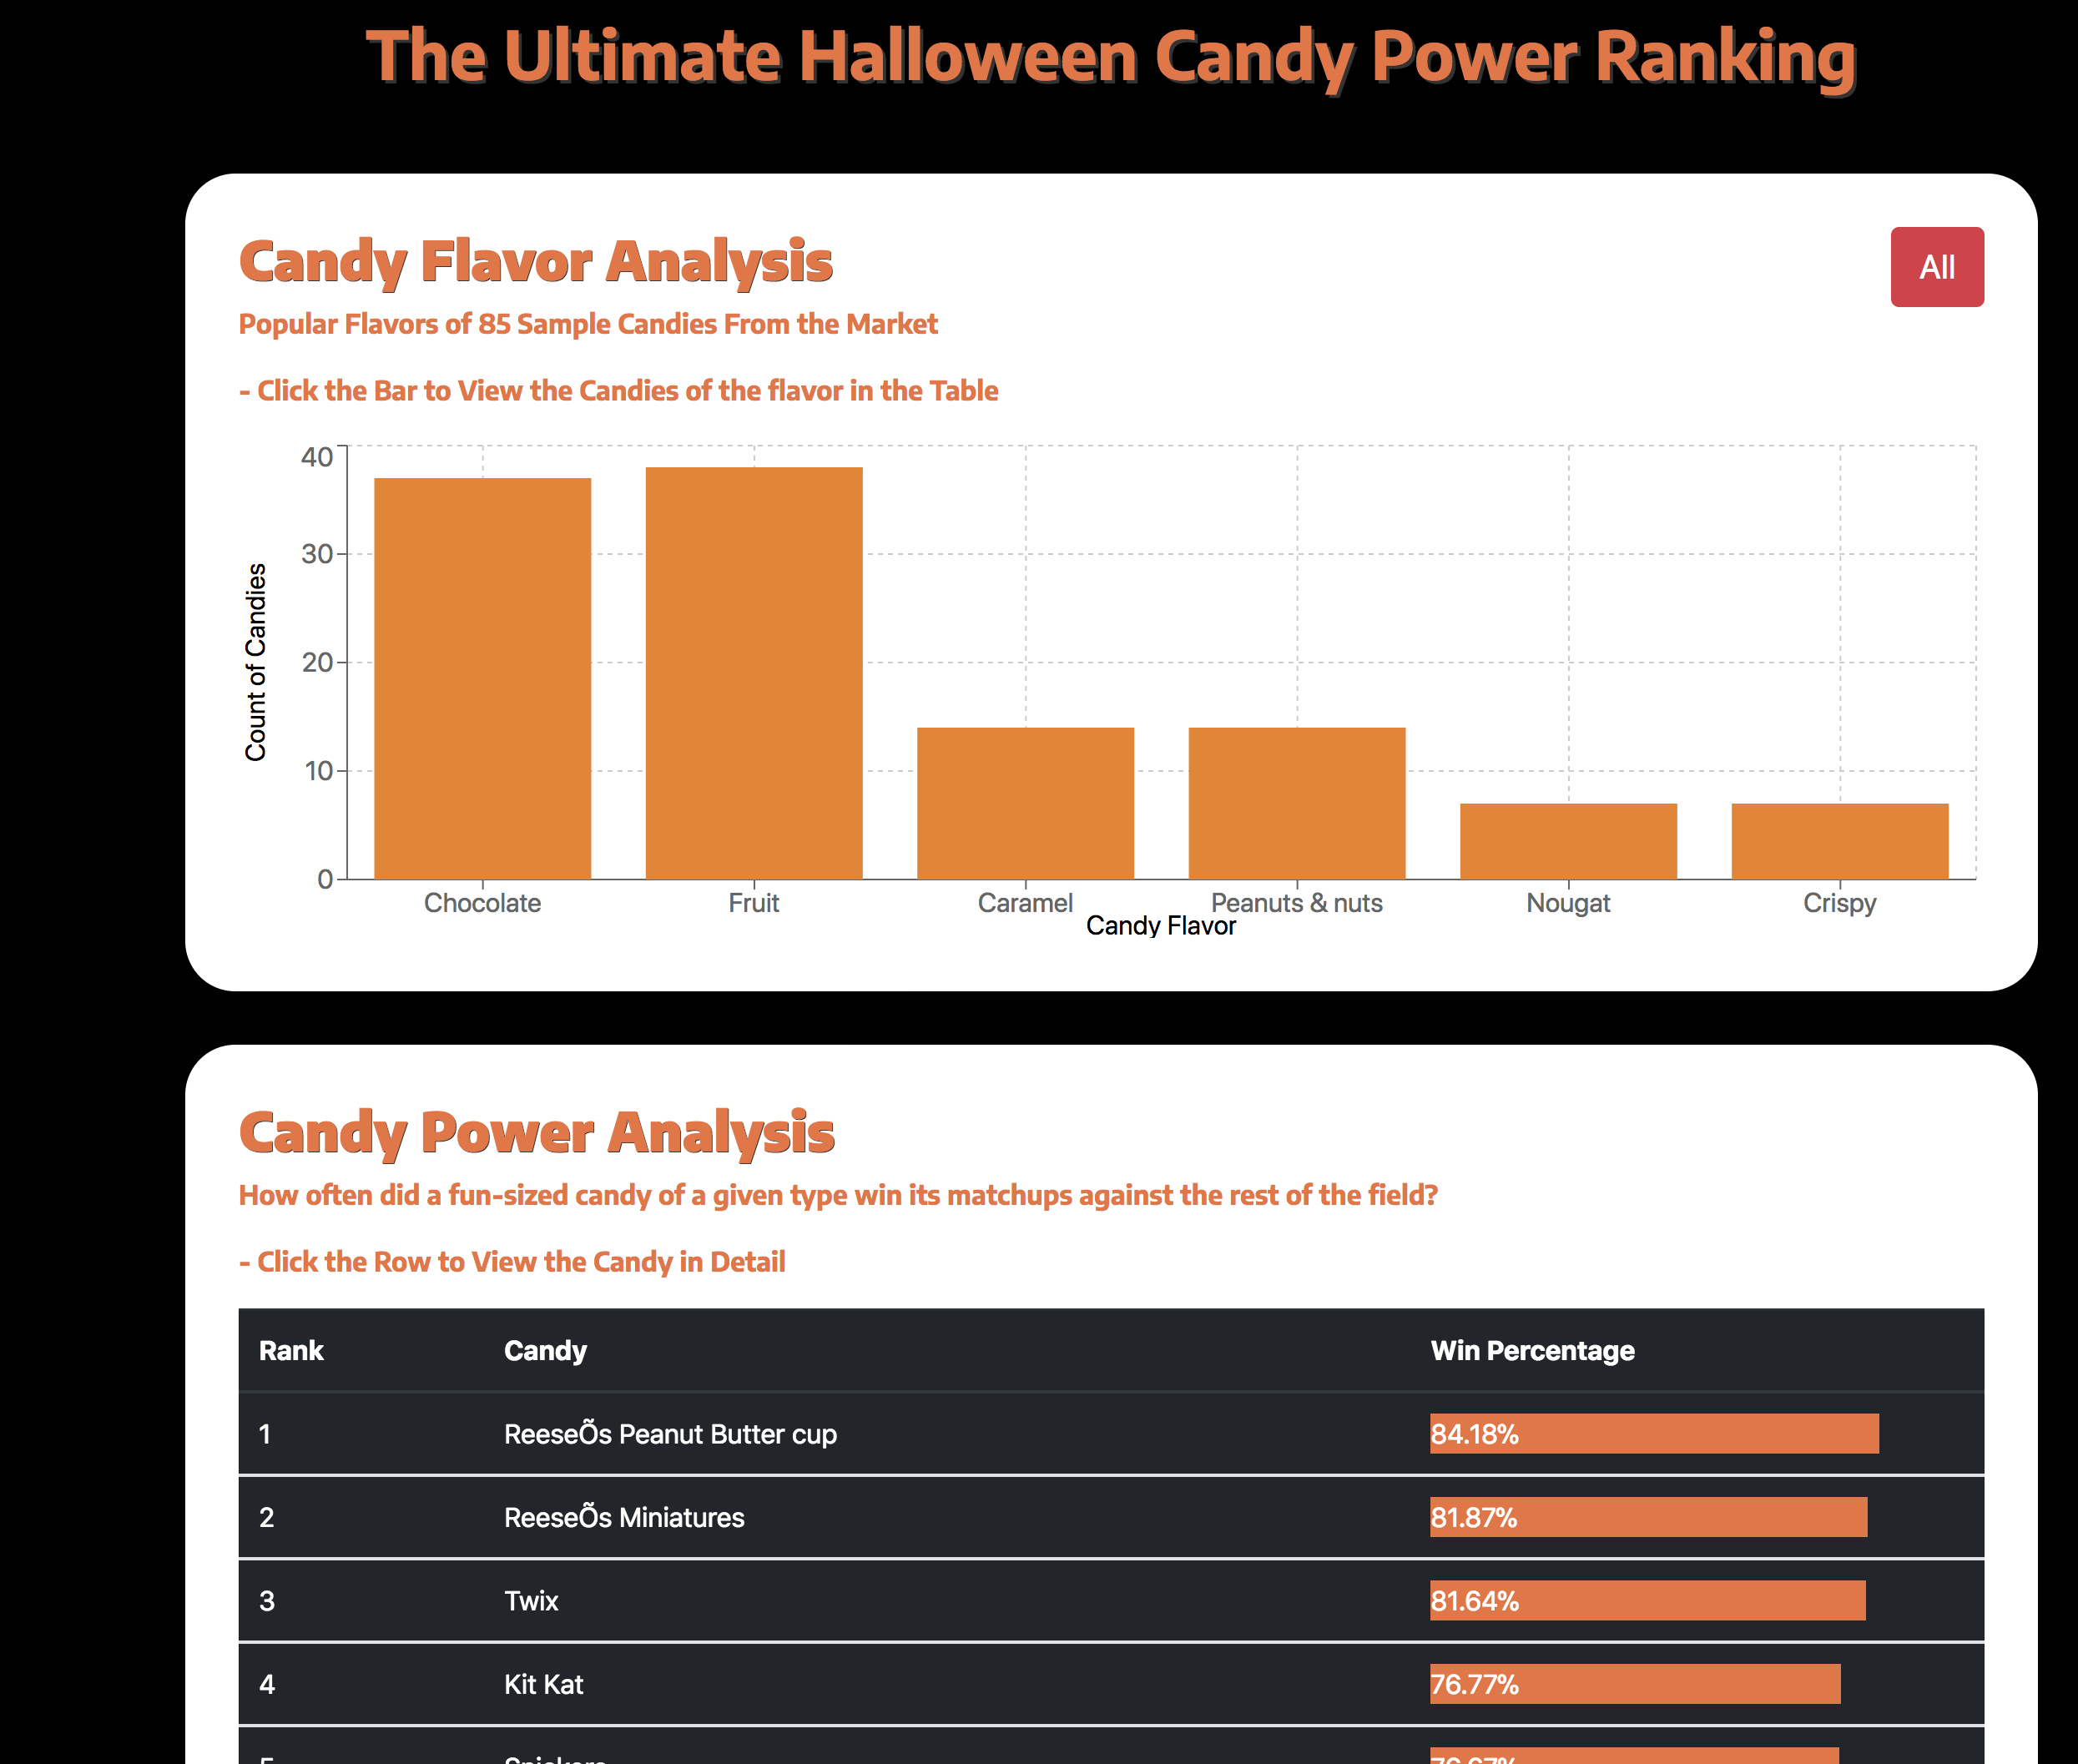 The Ultimate Halloween Candy Power Ranking
Candy Flavor Analysis
All
Popular Flavors of 85 Sample Candies From the Market
- Click the Bar to View the Candies of the flavor in the Table
40
30
20
10
0
Count of Candies
Chocolate Fruit Caramel Peanuts & nuts Nougat Crispy
Candy Flavor
Candy Power Analysis
How often did a fun-sized candy of a given type win its matchups against the rest of the field?
- Click the Row to View the Candy in Detail
Rank Candy Win Percentage
1 ReeseÕs Peanut Butter cup 84.18%
2 ReeseÕs Miniatures 81.87%
3 Twix 81.64%
4 Kit Kat 76.77%